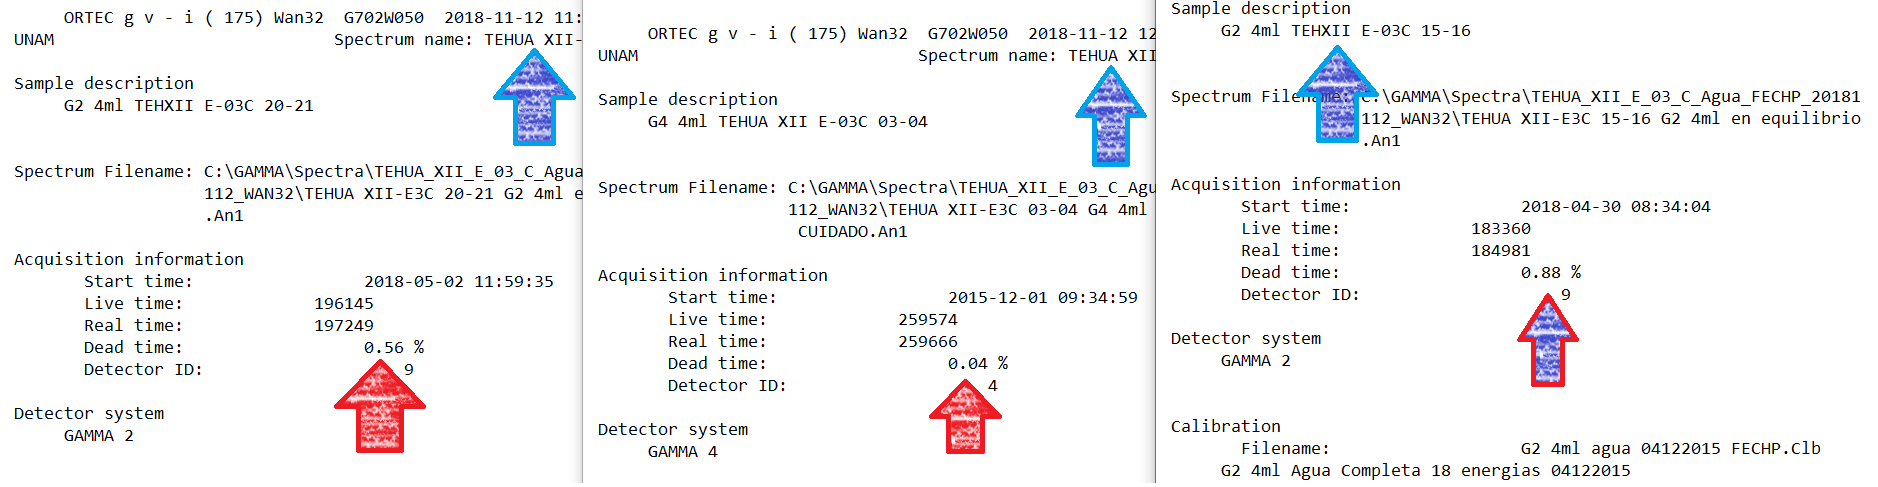 ORTEC g v - i ( 175) Wan32  G702W050  2018-11-12 11:
UNAM Spectrum name: TEHUA XII-
Sample description
G2 4ml TEHXII E-03C 20-21
Spectrum Filename: C:\GAMMA\Spectra\TEHUA_XII_E_03_C_Agua
112_WAN32\TEHUA XII-E3C 20-21 G2 4ml e
.An1
Acquisition information
Start time: 2018-05-02 11:59:35
Live time: 196145
Real time: 197249
Dead time: 0.56 %
Detector ID: 9
Detector system
GAMMA 2
ORTEC g v - i ( 175) Wan32  G702W050  2018-11-12 12
UNAM Spectrum name: TEHUA XII
Sample description
G4 4ml TEHUA XII E-03C 03-04
Spectrum Filename: C:\GAMMA\Spectra\TEHUA_XII_E_03_C_Agu
112_WAN32\TEHUA XII-E3C 03-04 G4 4ml
CUIDADO.An1
Acquisition information
Start time: 2015-12-01 09:34:59
Live time: 259574
Real time: 259666
Dead time: 0.04 %
Detector ID: 4
Detector system
GAMMA 4
Sample description
G2 4ml TEHXII E-03C 15-16
Spectrum Filename: C:\GAMMA\Spectra\TEHUA_XII_E_03_C_Agua_FECHP_20181
112_WAN32\TEHUA XII-E3C 15-16 G2 4ml en equilibrio
.An1
Acquisition information
Start time: 2018-04-30 08:34:04
Live time: 183360
Real time: 184981
Dead time: 0.88 %
Detector ID: 9
Detector system
GAMMA 2
Calibration
Filename: G2 4ml agua 04122015 FECHP.Clb
G2 4ml Agua Completa 18 energias 04122015